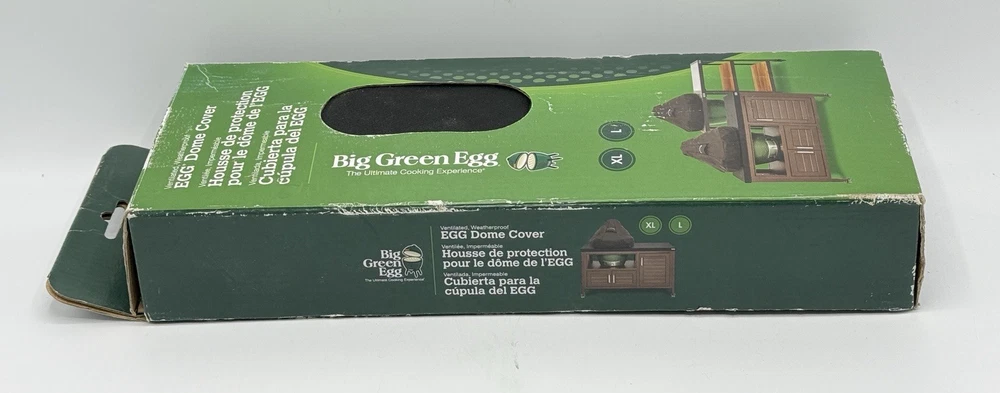 Ventilated, Weatherproof
EGG® Dome Cover
Ventilée, Imperméable
Housse de protection
pour le dôme de l'EGG
Ventilada, Impermeable
Cubierta para la
cúpula del EGG
Big Green Egg
The Ultimate Cooking Experience®
L
XL
Big
Green
Egg
The Ultimate Cooking Experience®
Ventilated, Weatherproof
EGG Dome Cover
Ventilée, Imperméable
Housse de protection
pour le dôme de l'EGG
Ventilada, Impermeable
Cubierta para la
cúpula del EGG
XL
L